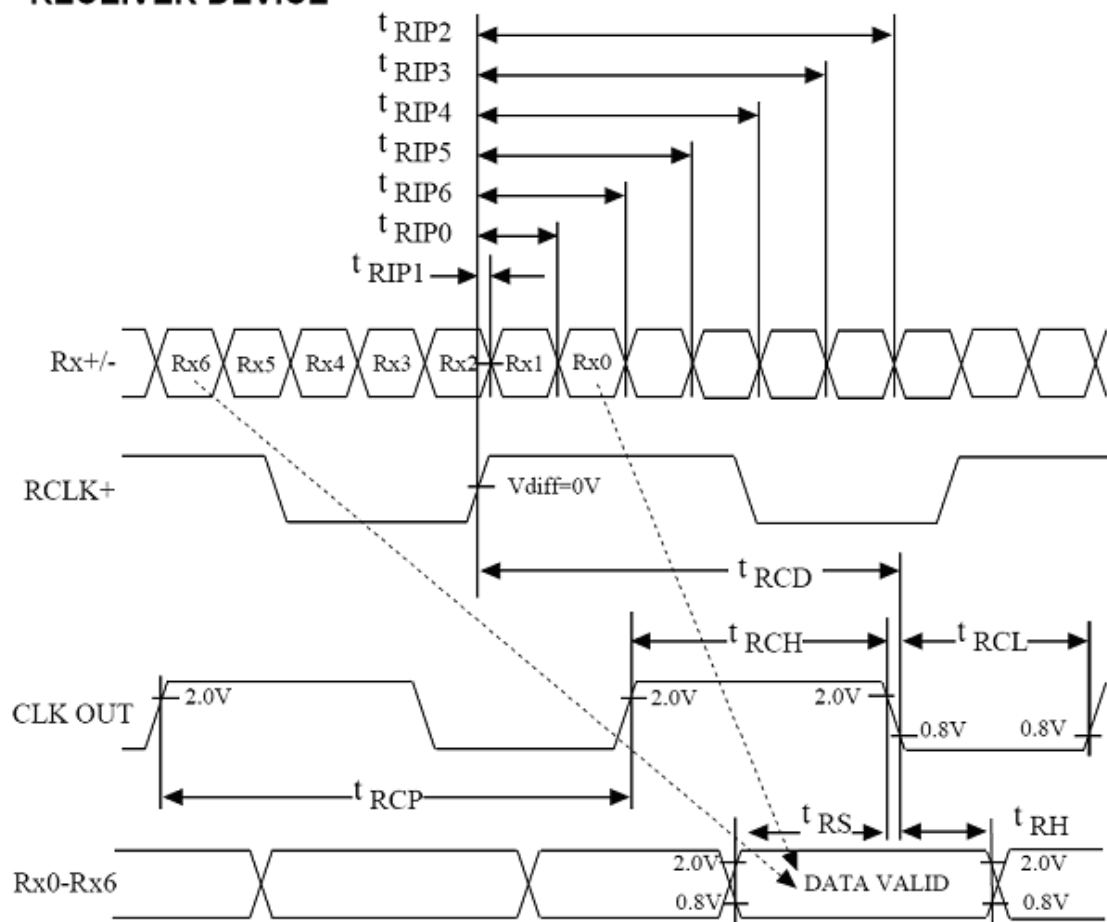 RECEIVER DEVICE
t RIP2
t RIP3
t RIP4
t RIP5
t RIP6
t RIP0
t RIP1
Rx+/- Rx6 Rx5 Rx4 Rx3 Rx2 Rx1 Rx0
RCLK+ Vdiff=0V
t RCD
t RCH t RCL
CLK OUT 2.0V 2.0V 2.0V 0.8V 0.8V
t RCP
t RS t RH
Rx0-Rx6 2.0V DATA VALID 2.0V
0.8V 0.8V